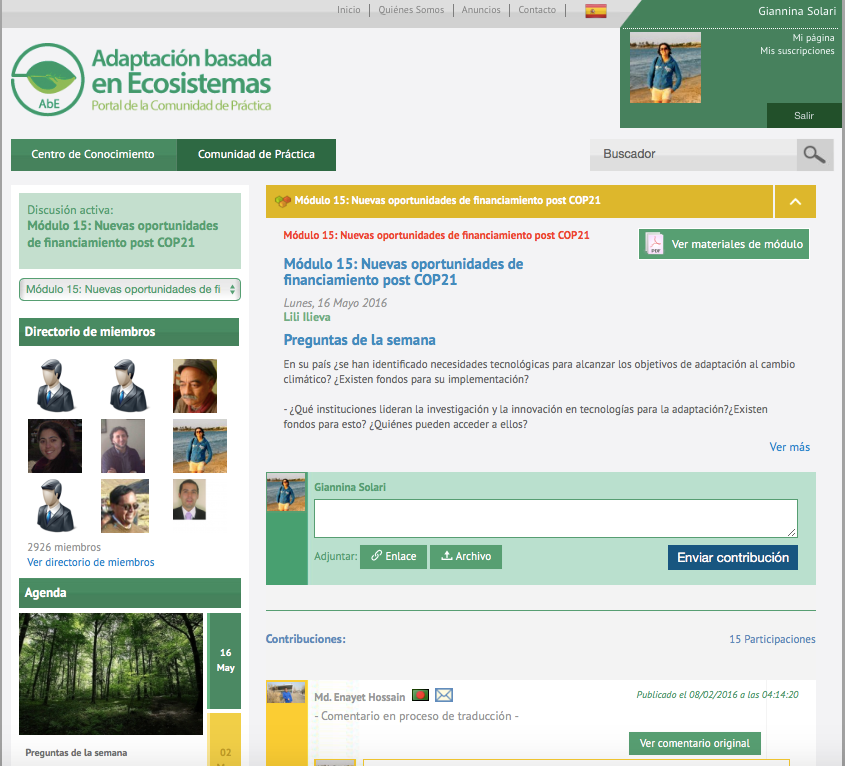 Inicio Quiénes Somos Anuncios Contacto
Giannina Solari
Mi página
Mis suscripciones
Salir
Adaptación basada
en Ecosistemas
Portal de la Comunidad de Práctica
AbE
Centro de Conocimiento Comunidad de Práctica
Buscador
Discusión activa:
Módulo 15: Nuevas oportunidades
de financiamiento post COP21
Módulo 15: Nuevas oportunidades de fi
Directorio de miembros
2926 miembros
Ver directorio de miembros
Agenda
16
May
Preguntas de la semana
02
Módulo 15: Nuevas oportunidades de financiamiento post COP21
Módulo 15: Nuevas oportunidades de financiamiento post COP21
PDF
Ver materiales de módulo
Módulo 15: Nuevas oportunidades de
financiamiento post COP21
Lunes, 16 Mayo 2016
Lili Ilieva
Preguntas de la semana
En su país ¿se han identificado necesidades tecnológicas para alcanzar los objetivos de adaptación al cambio
climático? ¿Existen fondos para su implementación?
- ¿Qué instituciones lideran la investigación y la innovación en tecnologías para la adaptación?¿Existen
fondos para esto? ¿Quiénes pueden acceder a ellos?
Ver más
Giannina Solari
Adjuntar: Enlace Archivo
Enviar contribución
Contribuciones: 15 Participaciones
Md. Enayet Hossain
Publicado el 08/02/2016 a las 04:14:20
- Comentario en proceso de traducción -
Ver comentario original